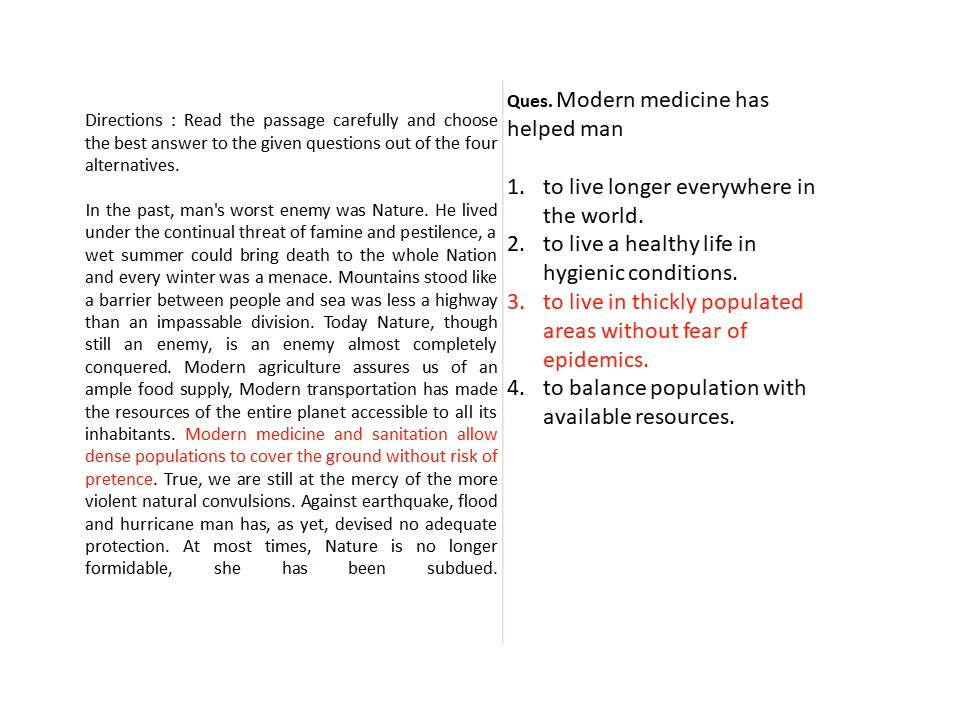 Directions : Read the passage carefully and choose
the best answer to the given questions out of the four
alternatives.
In the past, man's worst enemy was Nature. He lived
under the continual threat of famine and pestilence, a
wet summer could bring death to the whole Nation
and every winter was a menace. Mountains stood like
a barrier between people and sea was less a highway
than an impassable division. Today Nature, though
still an enemy, is an enemy almost completely
conquered. Modern agriculture assures us of an
ample food supply, Modern transportation has made
the resources of the entire planet accessible to all its
inhabitants. Modern medicine and sanitation allow
dense populations to cover the ground without risk of
pretence. True, we are still at the mercy of the more
violent natural convulsions. Against earthquake, flood
and hurricane man has, as yet, devised no adequate
protection. At most times, Nature is no longer
formidable, she has been subdued.
Ques. Modern medicine has
helped man
1. to live longer everywhere in
the world.
2. to live a healthy life in
hygienic conditions.
3. to live in thickly populated
areas without fear of
epidemics.
4. to balance population with
available resources.